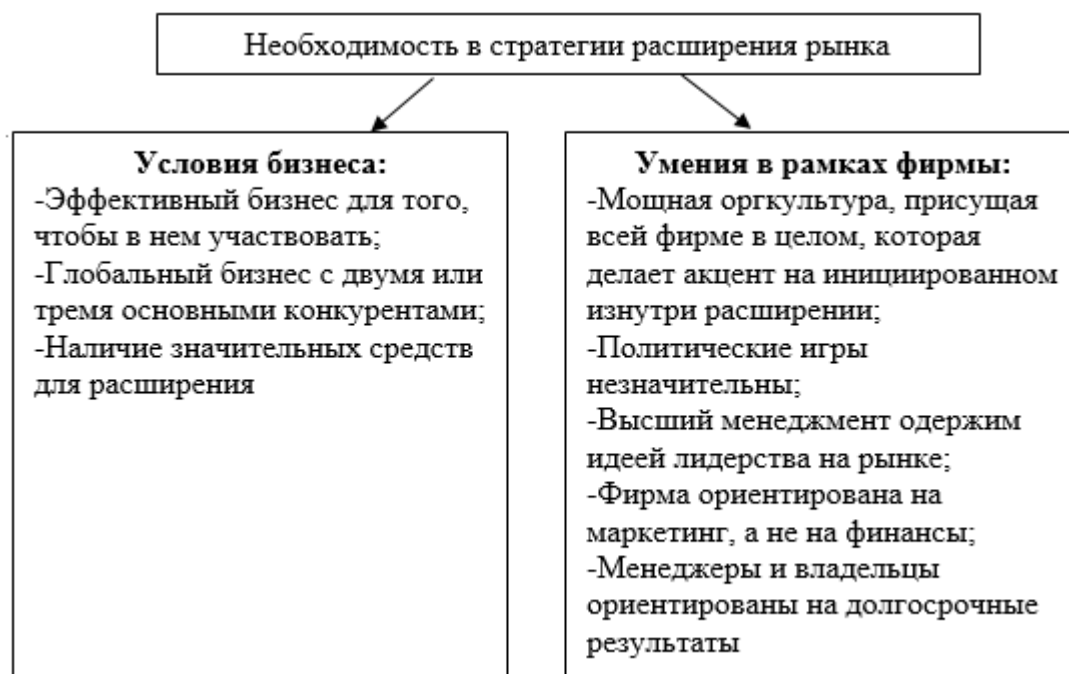 Необходимость в стратегии расширения рынка
Условия бизнеса:
-Эффективный бизнес для того,
чтобы в нем участвовать;
-Глобальный бизнес с двумя или
тремя основными конкурентами;
-Наличие значительных средств
для расширения
Умения в рамках фирмы:
-Мощная оргкультура, присущая
всей фирме в целом, которая
делает акцент на инициированном
изнутри расширении;
-Политические игры
незначительны;
-Высший менеджмент одержим
идеей лидерства на рынке;
-Фирма ориентирована на
маркетинг, а не на финансы;
-Менеджеры и владельцы
ориентированы на долгосрочные
результаты